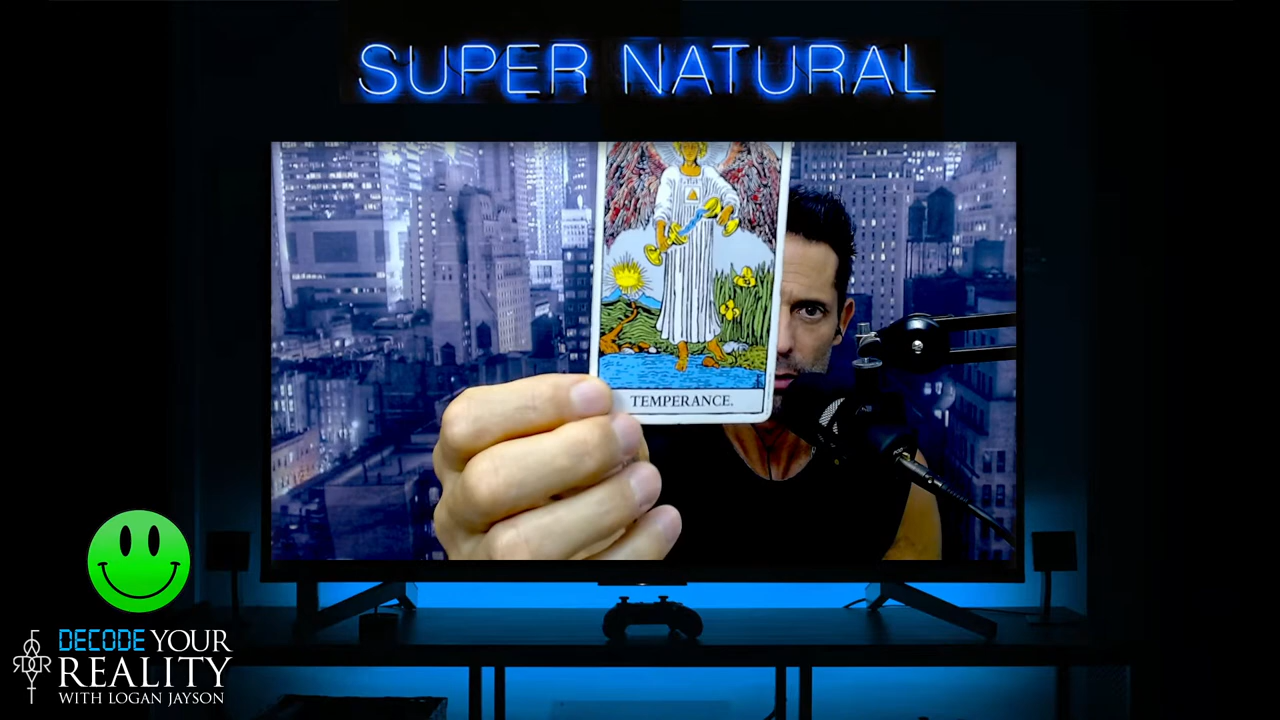 SUPER NATURAL
TEMPERANCE.
DECODE YOUR
REALITY
WITH LOGAN JAYSON